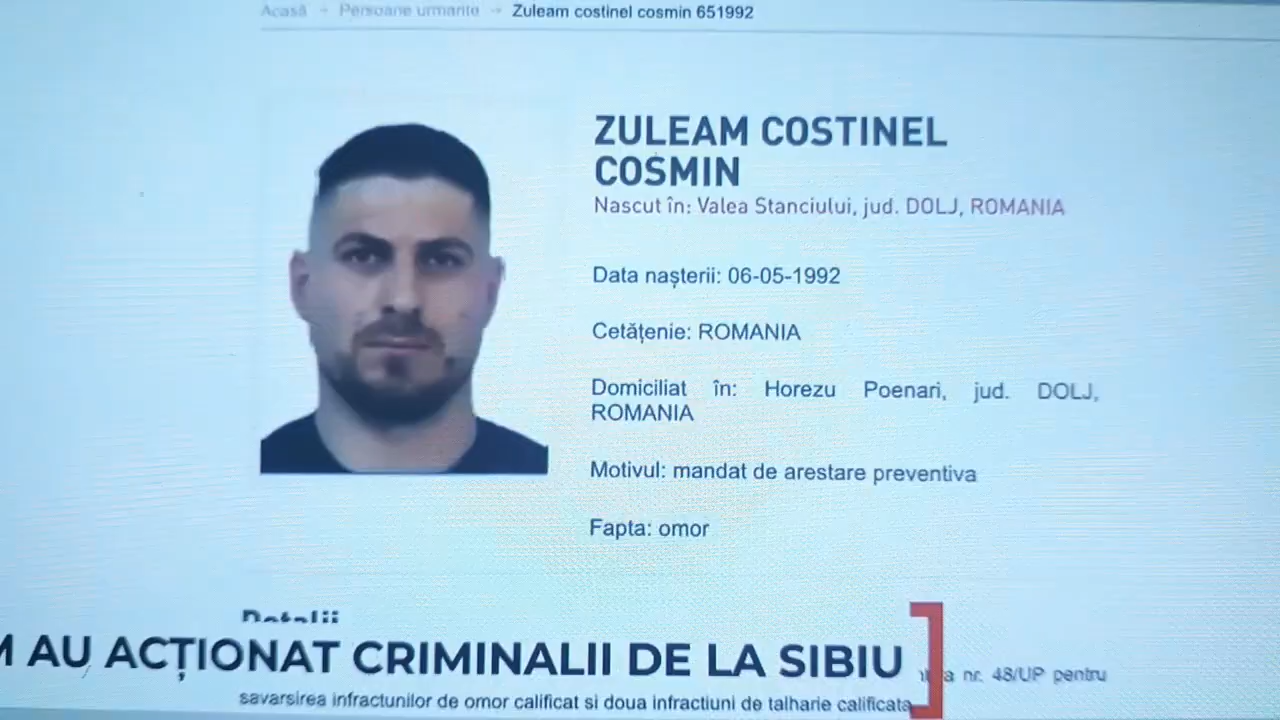 Acasă → Persoane urmarite → Zuleam costinel cosmin 651992
ZULEAM COSTINEL
COSMIN
Nascut în: Valea Stanciului, jud. DOLJ, ROMANIA
Data nașterii: 06-05-1992
Cetățenie: ROMANIA
Domiciliat în: Horezu Poenari, jud. DOLJ,
ROMANIA
Motivul: mandat de arestare preventiva
Fapta: omor
Detalii
AU ACȚIONAT CRIMINALII DE LA SIBIU
nr. 48/UP pentru
savarsirea infractiunilor de omor calificat si doua infractiuni de talharie calificata